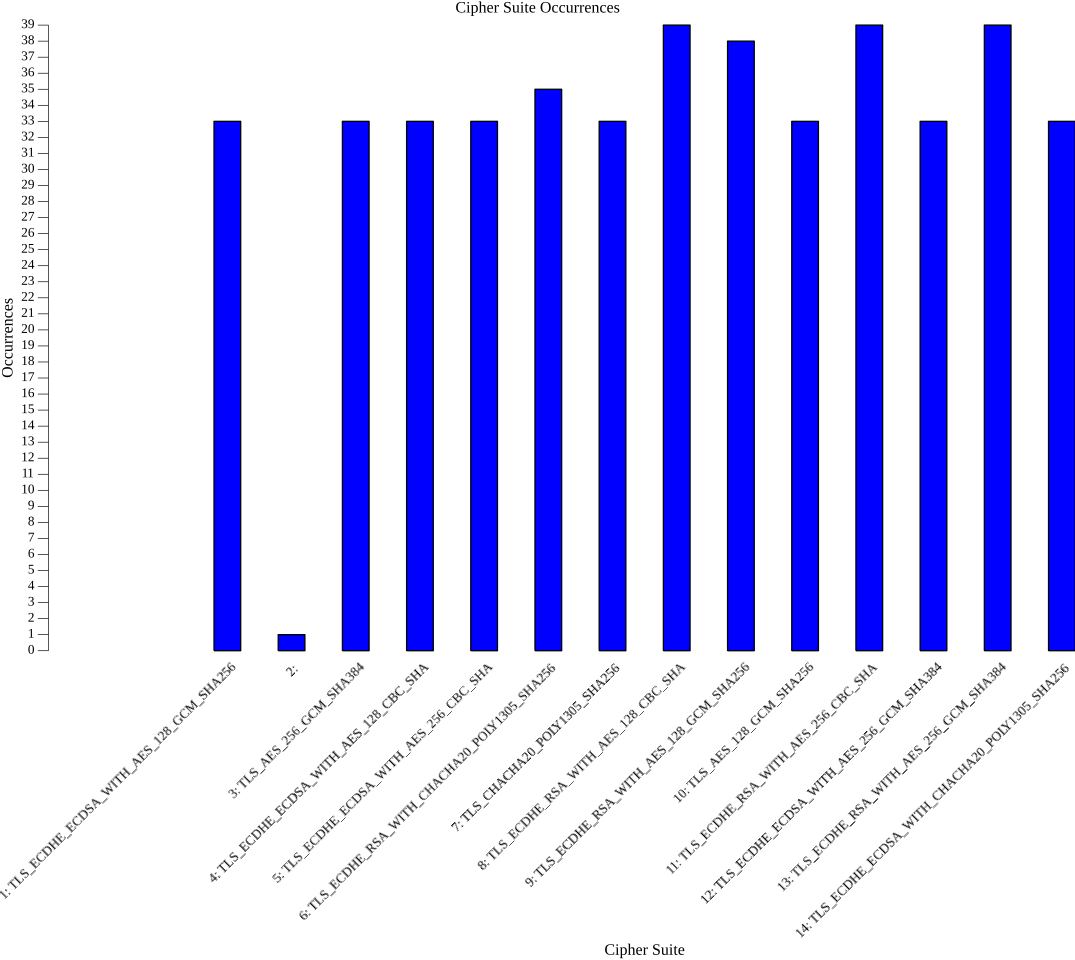 Cipher Suite Occurrences
39
38
37
36
35
34
33
32
31
30
29
28
27
26
25
24
23
22
21
20
19
18
17
16
15
14
13
12
11
10
9
8
7
6
5
4
3
2
1
0
Occurrences
1: TLS_ECDHE_ECDSA_WITH_AES_128_GCM_SHA256
2:
3: TLS_AES_256_GCM_SHA384
4: TLS_ECDHE_ECDSA_WITH_AES_128_CBC_SHA
5: TLS_ECDHE_ECDSA_WITH_AES_256_CBC_SHA
6: TLS_ECDHE_RSA_WITH_CHACHA20_POLY1305_SHA256
7: TLS_CHACHA20_POLY1305_SHA256
8: TLS_ECDHE_RSA_WITH_AES_128_CBC_SHA
9: TLS_ECDHE_RSA_WITH_AES_128_GCM_SHA256
10: TLS_AES_128_GCM_SHA256
11: TLS_ECDHE_RSA_WITH_AES_256_CBC_SHA
12: TLS_ECDHE_ECDSA_WITH_AES_256_GCM_SHA384
13: TLS_ECDHE_RSA_WITH_AES_256_GCM_SHA384
14: TLS_ECDHE_ECDSA_WITH_CHACHA20_POLY1305_SHA256
Cipher Suite